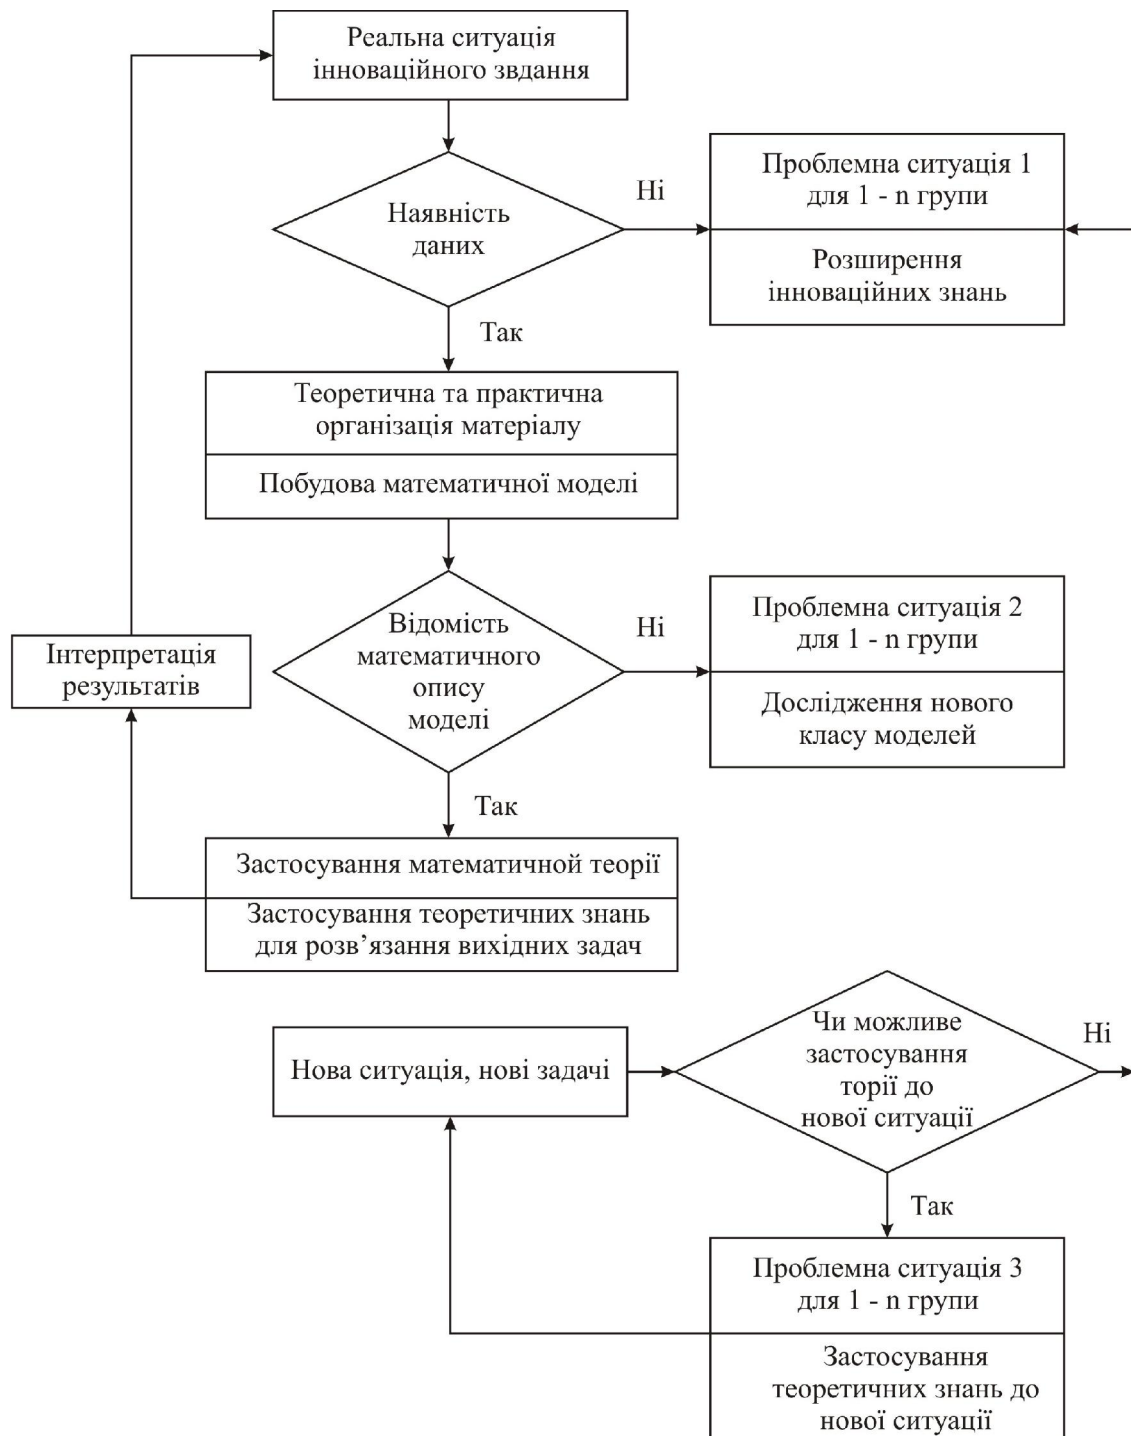 Реальна ситуація
інноваційного звдання
Наявність
даних
Ні
Проблемна ситуація 1
для 1 - n групи
Розширення
інноваційних знань
Так
Теоретична та практична
організація матеріалу
Побудова математичної моделі
Відомість
математичного
опису
моделі
Ні
Проблемна ситуація 2
для 1 - n групи
Дослідження нового
класу моделей
Інтерпретація
результатів
Так
Застосування математичної теорії
Застосування теоретичних знань
для розв’язання вихідних задач
Нова ситуація, нові задачі
Чи можливе
застосування
торії до
нової ситуації
Ні
Так
Проблемна ситуація 3
для 1 - n групи
Застосування
теоретичних знань до
нової ситуації